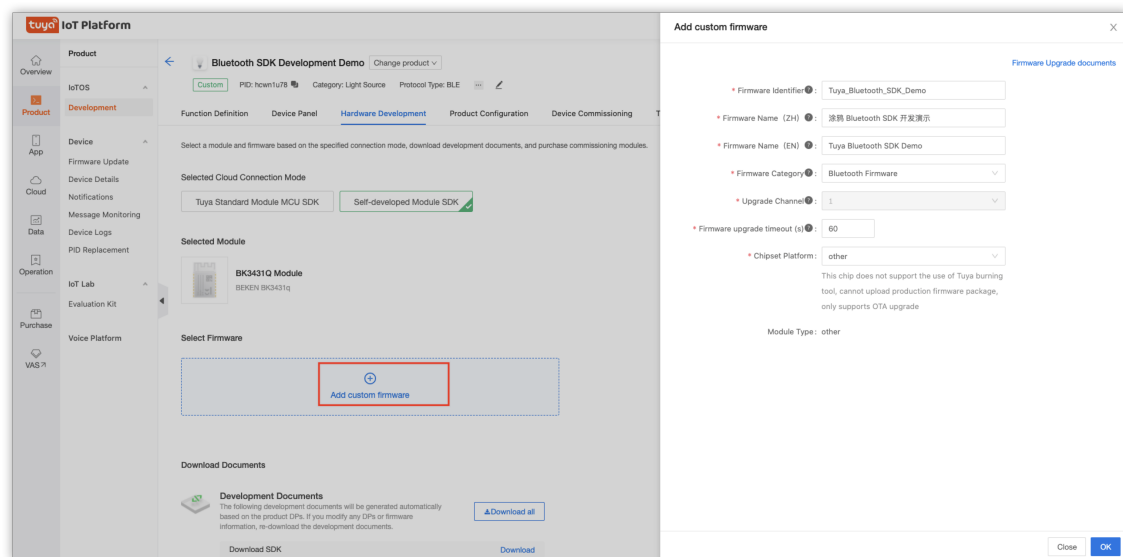 tuya IoT Platform
Overview
Product
App
Cloud
Data
Operation
Purchase
VAS
Product
IoTOS
Development
Device
Firmware Update
Device Details
Notifications
Message Monitoring
Device Logs
PID Replacement
IoT Lab
Evaluation Kit
Voice Platform
Bluetooth SDK Development Demo Change product
Custom PID: hcwn1u78 Category: Light Source Protocol Type: BLE ...
Function Definition Device Panel Hardware Development Product Configuration Device Commissioning T
Select a module and firmware based on the specified connection mode, download development documents, and purchase commissioning modules.
Selected Cloud Connection Mode
Tuya Standard Module MCU SDK Self-developed Module SDK
Selected Module
BK3431Q Module
BEKEN BK3431q
Select Firmware
Add custom firmware
Download Documents
Development Documents
The following development documents will be generated automatically
based on the product DPs. If you modify any DPs or firmware
information, re-download the development documents.
Download all
Download SDK Download
Add custom firmware
Firmware Upgrade documents
* Firmware Identifier : Tuya_Bluetooth_SDK_Demo
* Firmware Name (ZH) : 涂鸦 Bluetooth SDK 开发演示
* Firmware Name (EN) : Tuya Bluetooth SDK Demo
* Firmware Category : Bluetooth Firmware
* Upgrade Channel : 1
* Firmware upgrade timeout (s) : 60
* Chipset Platform : other
This chip does not support the use of Tuya burning
tool, cannot upload production firmware package,
only supports OTA upgrade
Module Type : other
Close OK